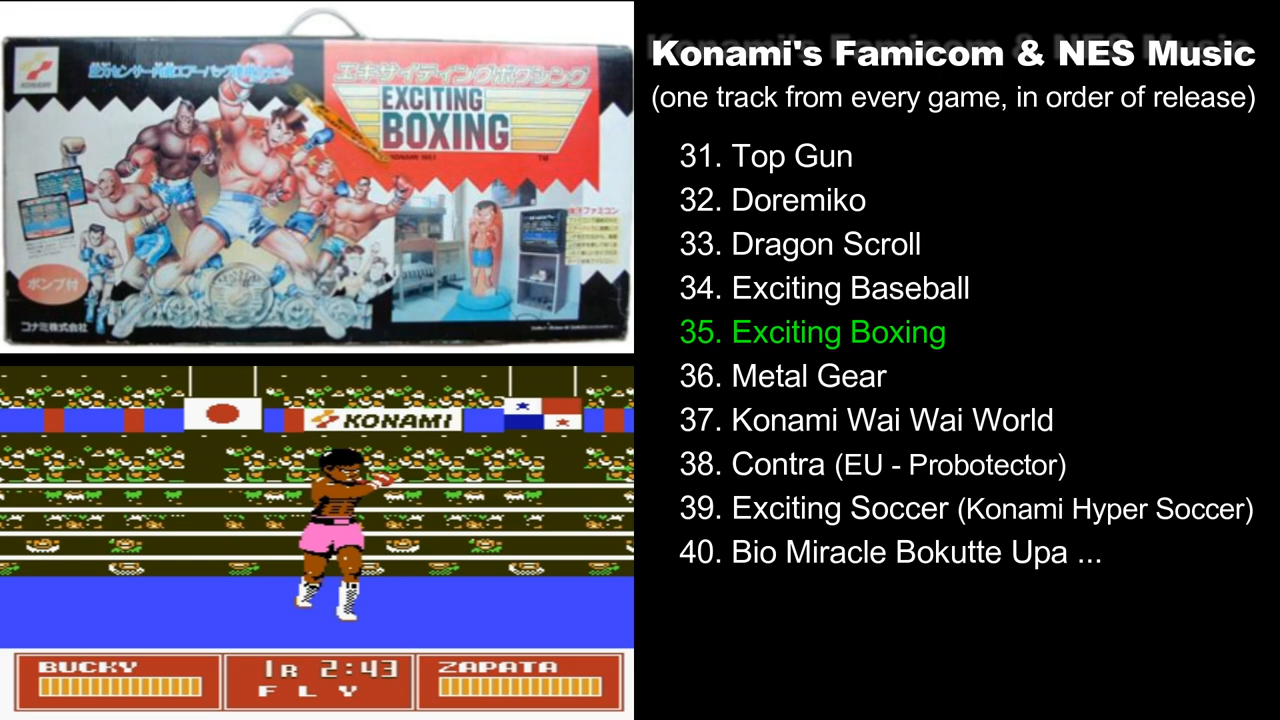 KONAMI
エキサイティングボクシング
EXCITING
BOXING
TM
ポンプ付
コナミ株式会社
KONAMI
BUCKY
1R 2:43
FLY
ZAPATA
Konami's Famicom & NES Music
(one track from every game, in order of release)
31. Top Gun
32. Doremiko
33. Dragon Scroll
34. Exciting Baseball
35. Exciting Boxing
36. Metal Gear
37. Konami Wai Wai World
38. Contra (EU - Probotector)
39. Exciting Soccer (Konami Hyper Soccer)
40. Bio Miracle Bokutte Upa ...